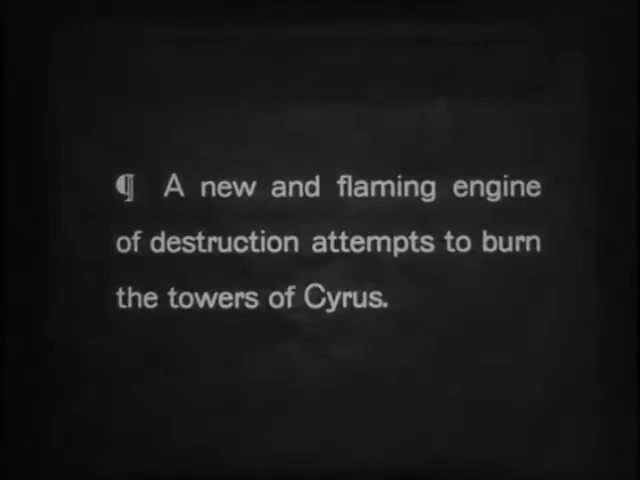 ¶ A new and flaming engine
of destruction attempts to burn
the towers of Cyrus.